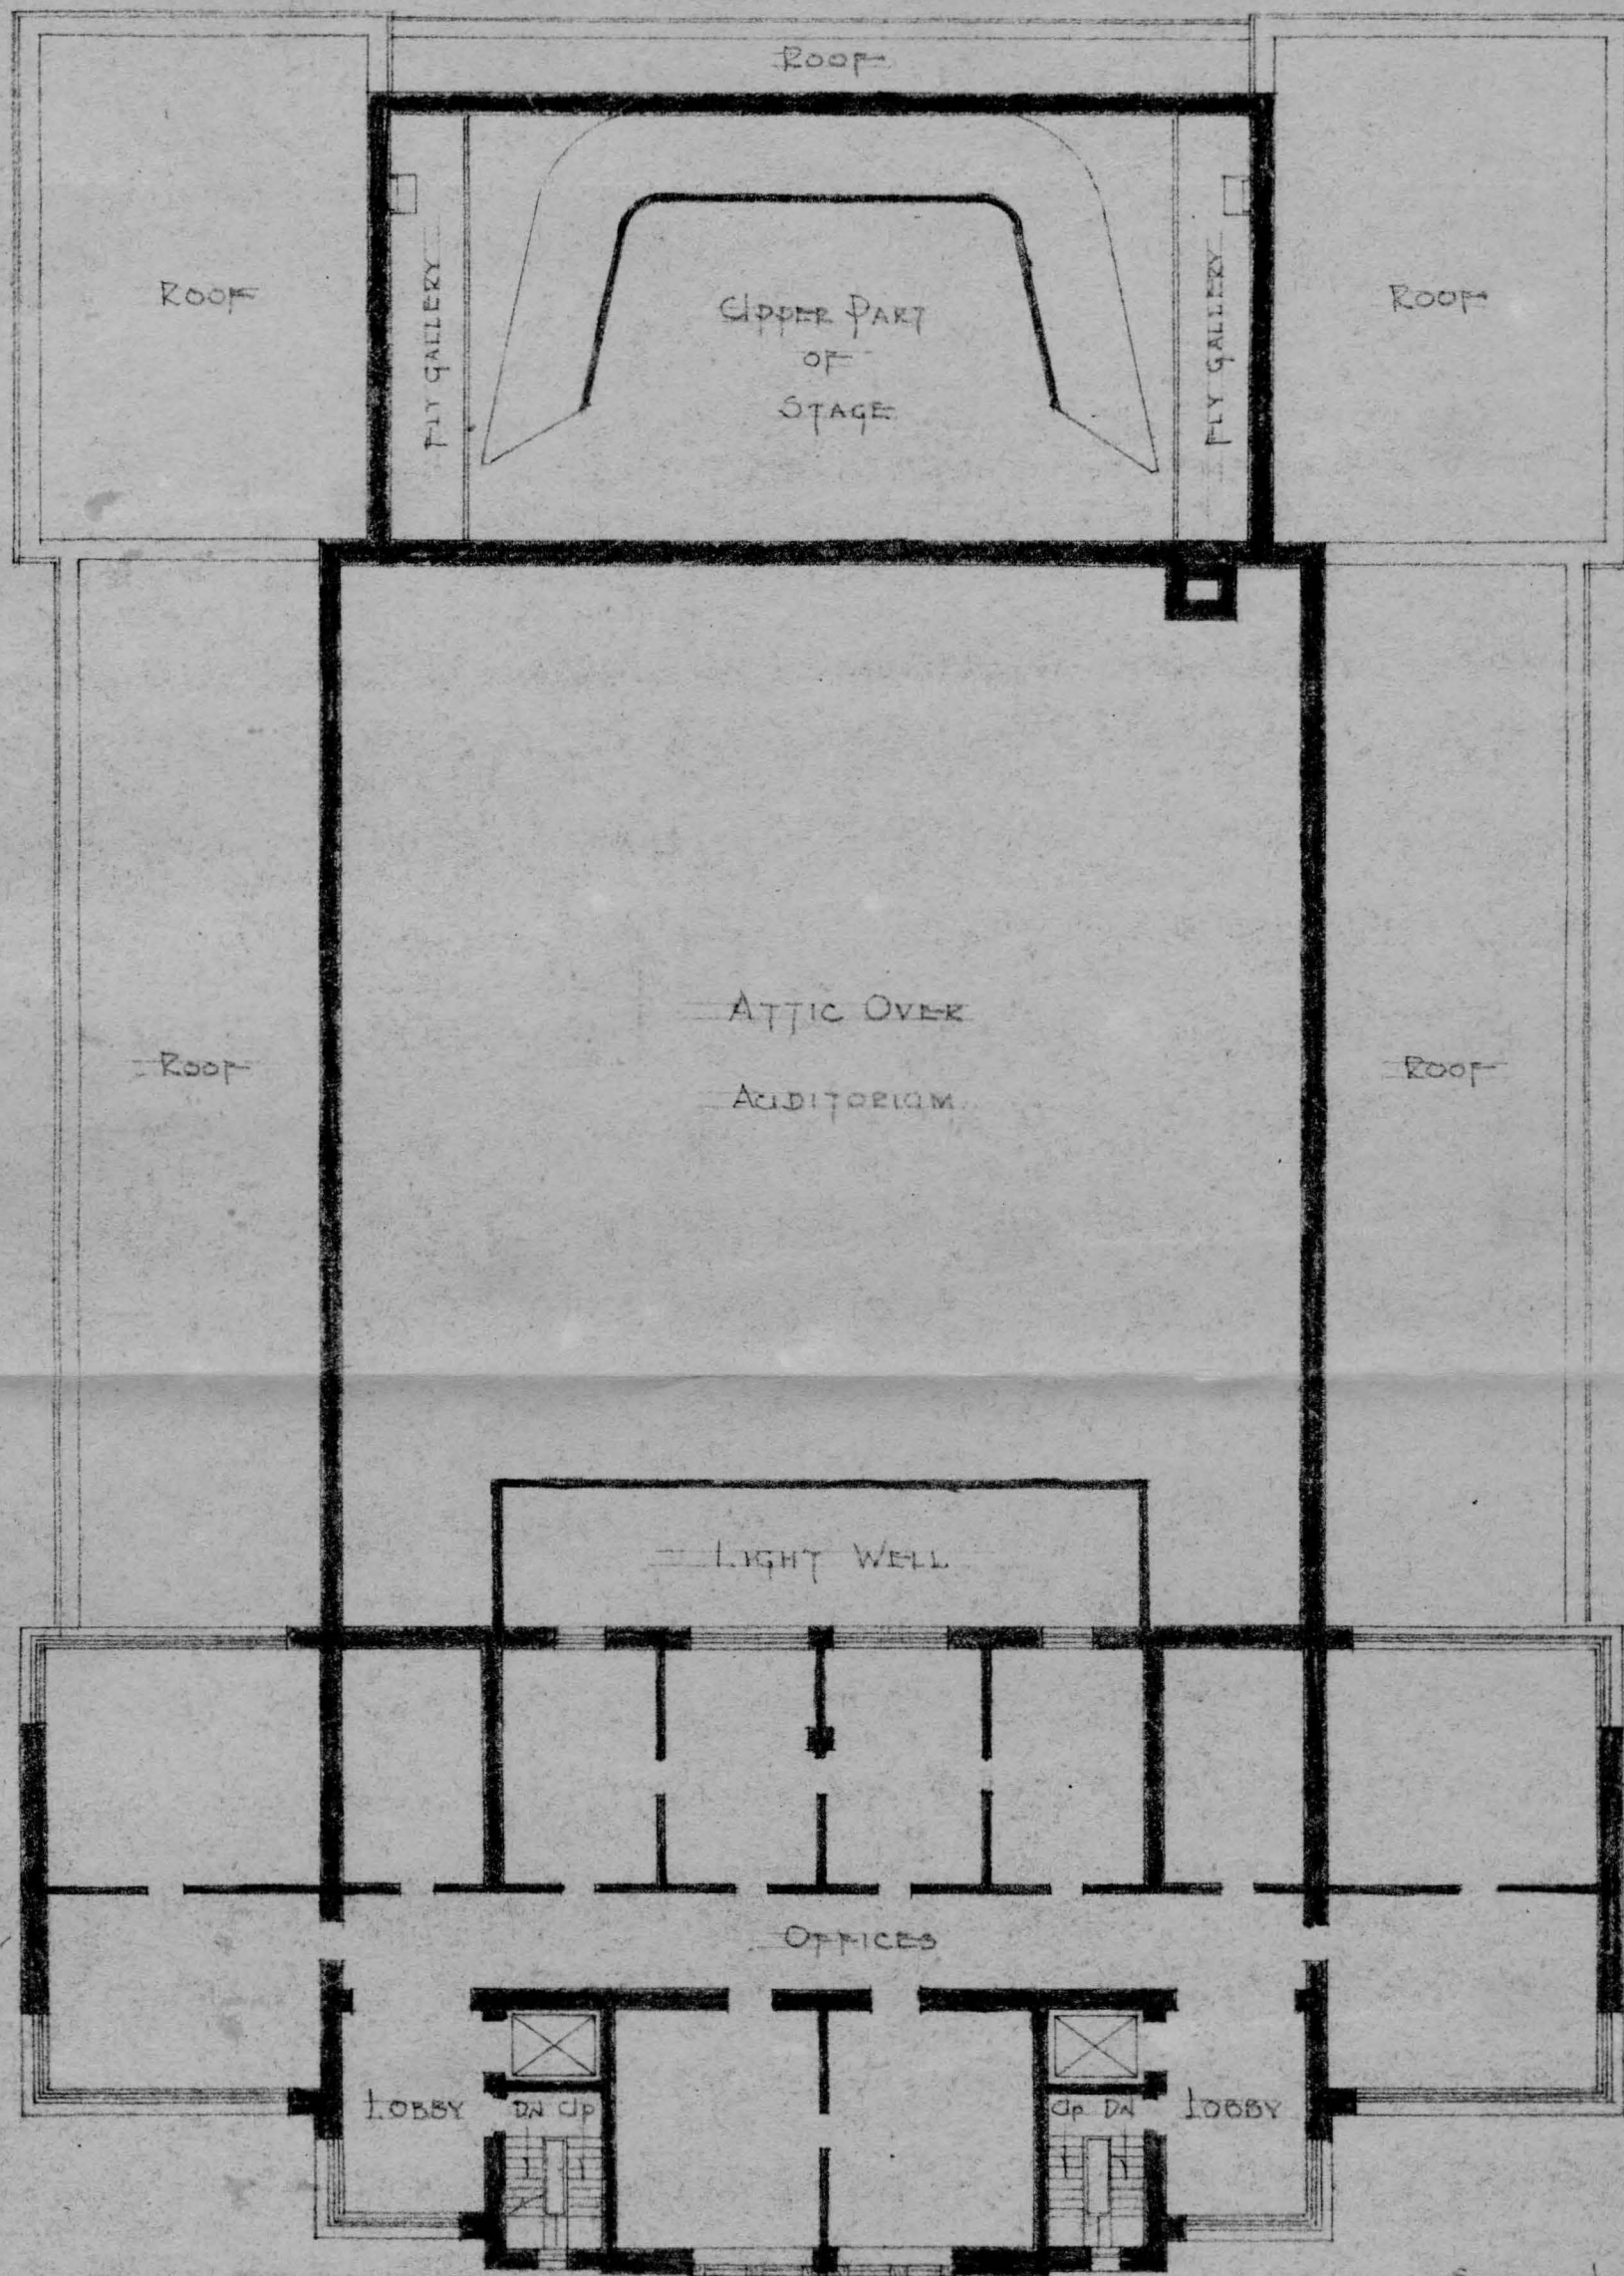 ROOF
ROOF
FLY GALLERY
UPPER PART
OF
STAGE
FLY GALLERY
ROOF
ATTIC OVER
AUDITORIUM
ROOF
ROOF
LIGHT WELL
OFFICES
LOBBY
DN UP
UP DN
LOBBY